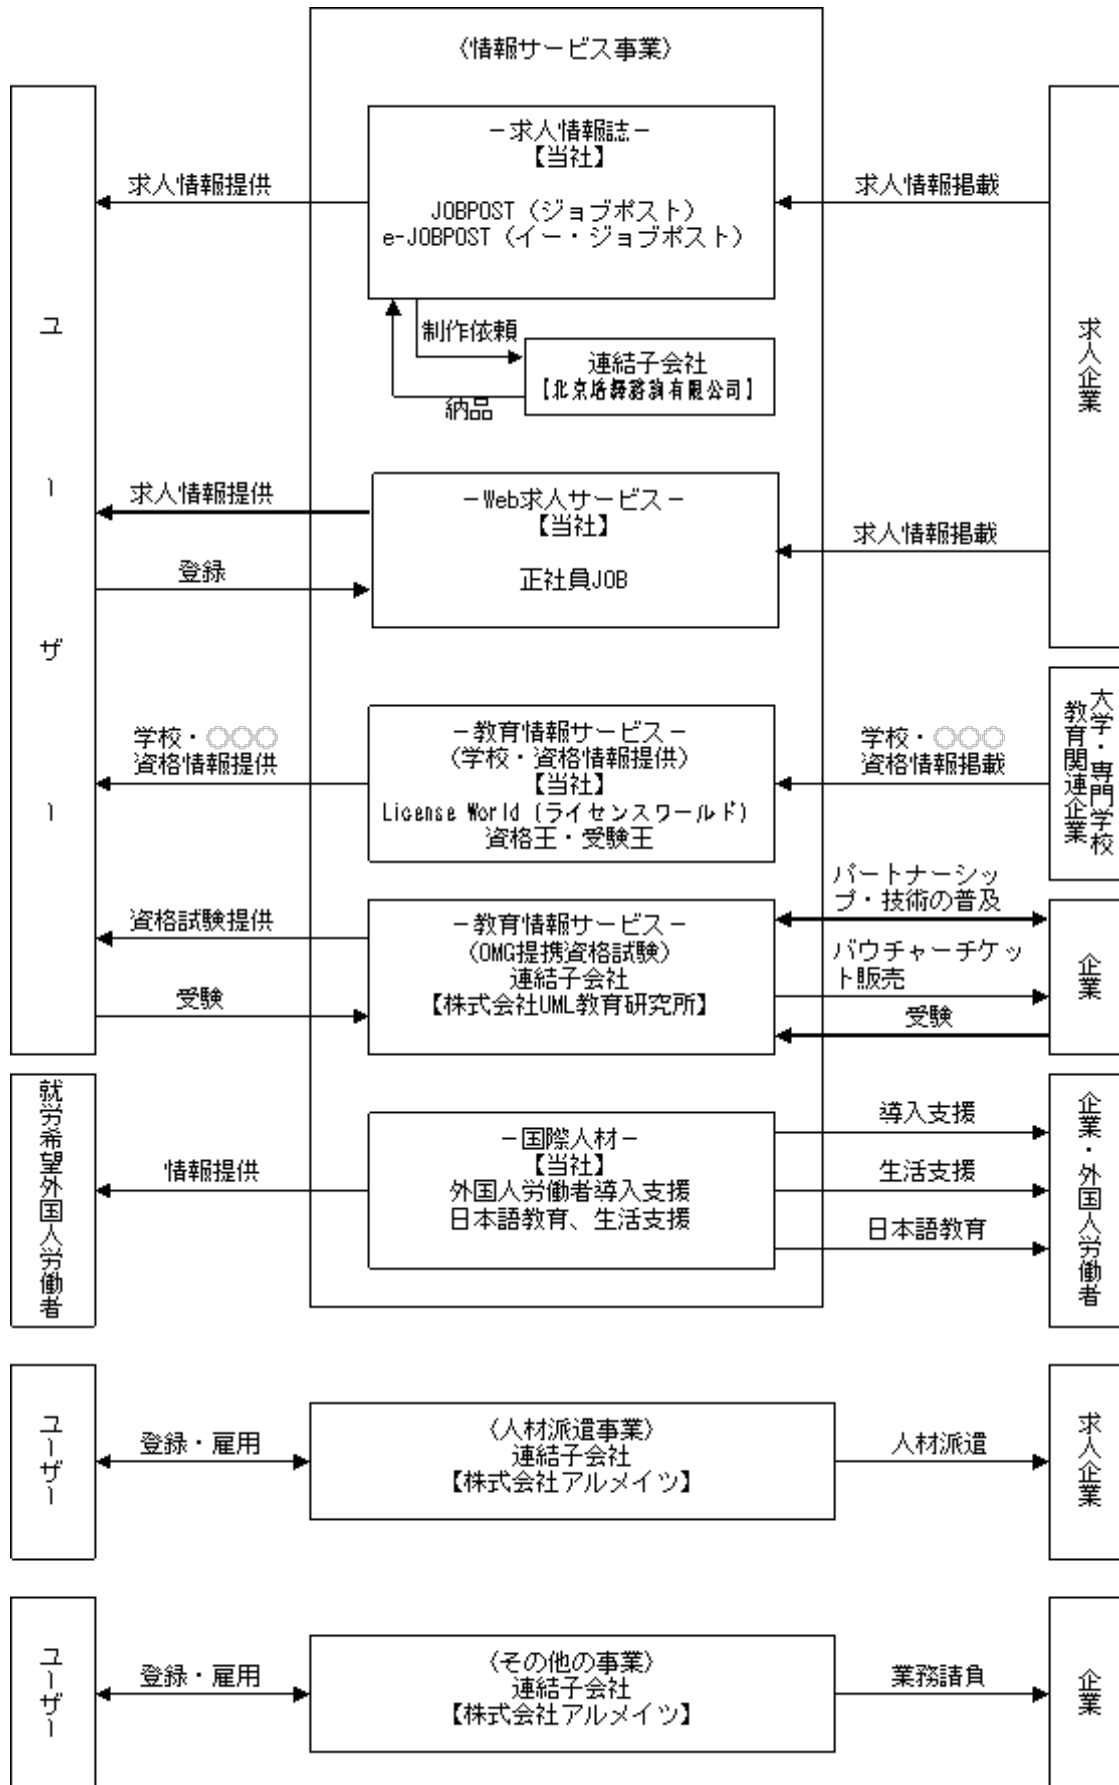 〈情報サービス事業〉
－求人情報誌－
【当社】
JOBPOST（ジョブポスト）
e-JOBPOST（イー・ジョブポスト）
求人情報提供
求人情報掲載
制作依頼
連結子会社
納品
ユーザー
求人企業
－Web求人サービス－
【当社】
正社員JOB
求人情報提供
登録
求人情報掲載
－教育情報サービス－
（学校・資格情報提供）
【当社】
License World (ライセンスワールド)
資格王・受験王
学校・○○○
資格情報提供
学校・○○○
資格情報掲載
大学・専門学校
教育関連企業
－教育情報サービス－
（OMG提携資格試験）
連結子会社
【株式会社UML教育研究所】
資格試験提供
受験
パートナーシッ
プ・技術の普及
バウチャーチケッ
ト販売
受験
企業
就労希望外国人労働者
情報提供
－国際人材－
【当社】
外国人労働者導入支援
日本語教育、生活支援
導入支援
生活支援
日本語教育
企業・外国人労働者
ユーザー
登録・雇用
〈人材派遣事業〉
連結子会社
【株式会社アルメイツ】
人材派遣
求人企業
ユーザー
登録・雇用
〈その他の事業〉
連結子会社
【株式会社アルメイツ】
業務請負
企業